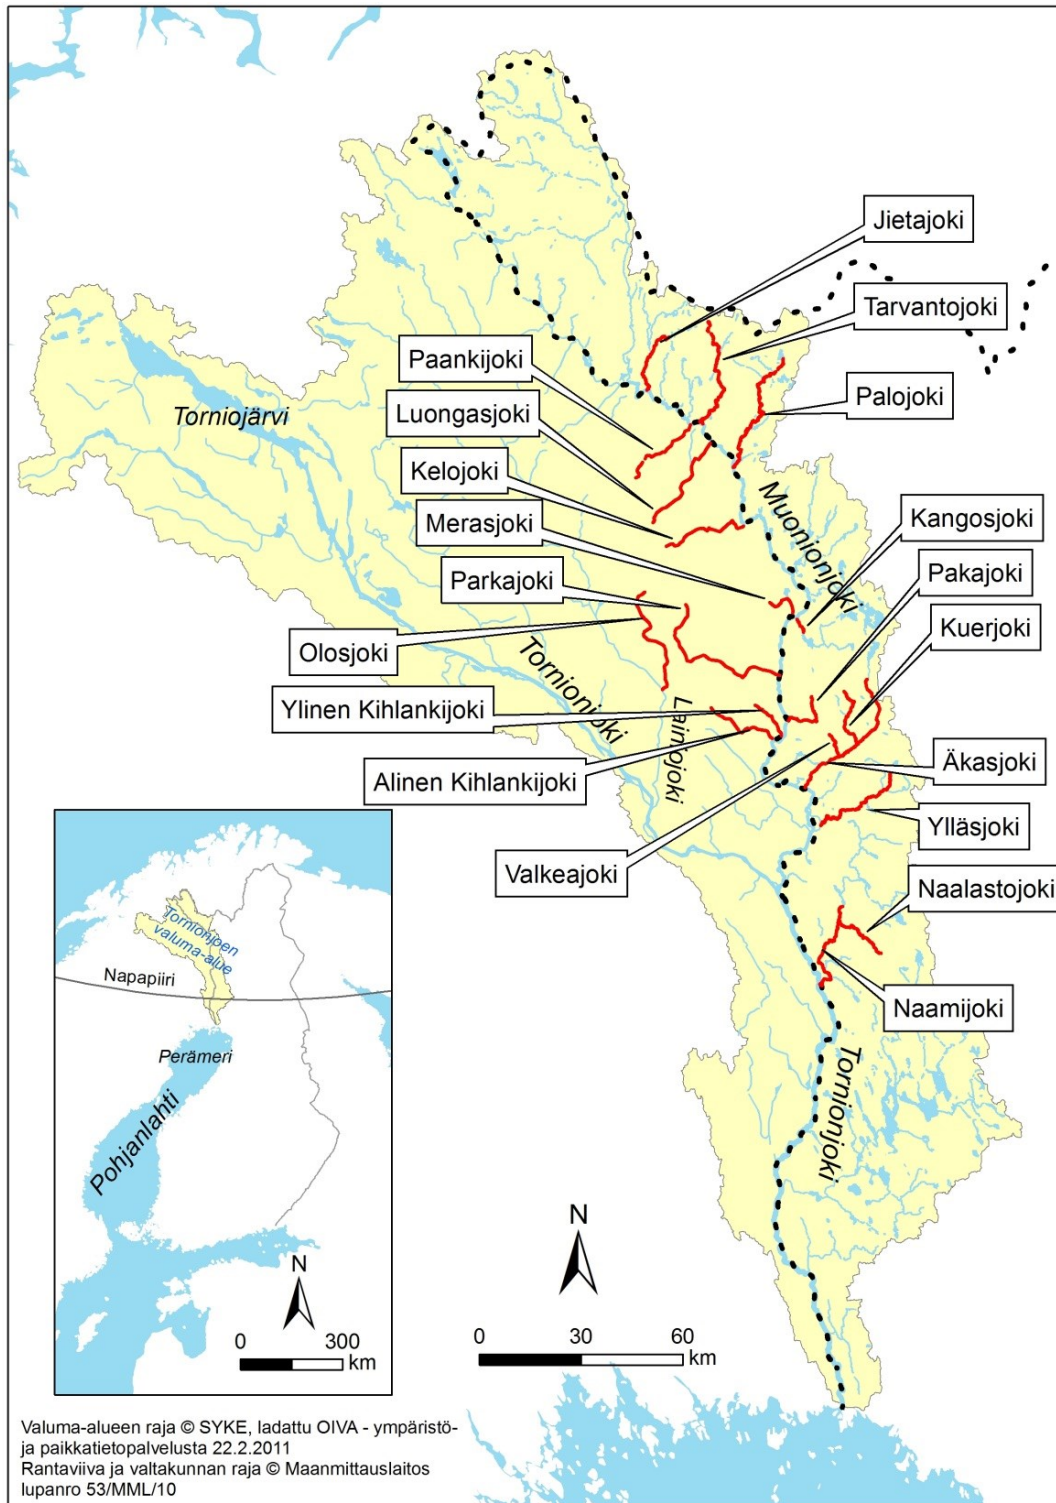 Jietajoki
Tarvantojoki
Paankijoki
Palojoki
Luongasjoki
Torniojärvi
Kelojoki
Muonionjoki
Merasjoki
Kangosjoki
Parkajoki
Pakajoki
Kuerjoki
Olosjoki
Tornionjoki
Ylinen Kihlankijoki
Lainiojoki
Äkasjoki
Alinen Kihlankijoki
Ylläsjoki
Valkeajoki
Naalastojoki
Naamijoki
Tornionjoki
Tornionjoen
valuma-alue
Napapiiri
Perämeri
Pohjanlahti
N
0 300
km
N
0 30 60
km
Valuma-alueen raja © SYKE, ladattu OIVA - ympäristö-
ja paikkatietopalvelusta 22.2.2011
Rantaviiva ja valtakunnan raja © Maanmittauslaitos
lupanro 53/MML/10